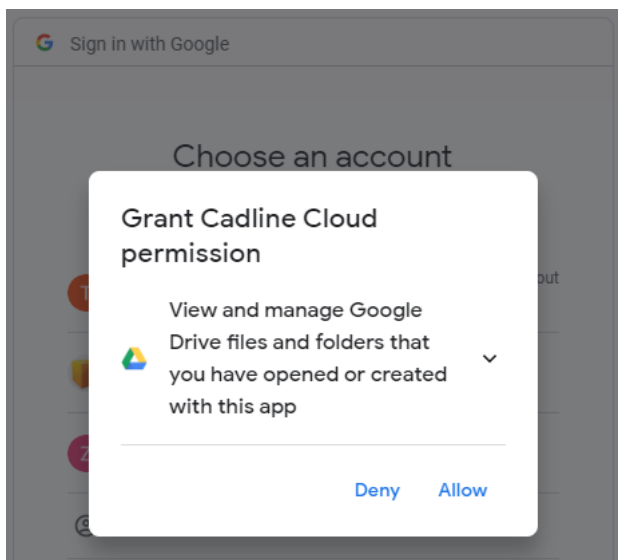 Sign in with Google
Choose an account
Grant Cadline Cloud
permission
out
T
View and manage Google
Drive files and folders that
you have opened or created
with this app
Z
Deny Allow